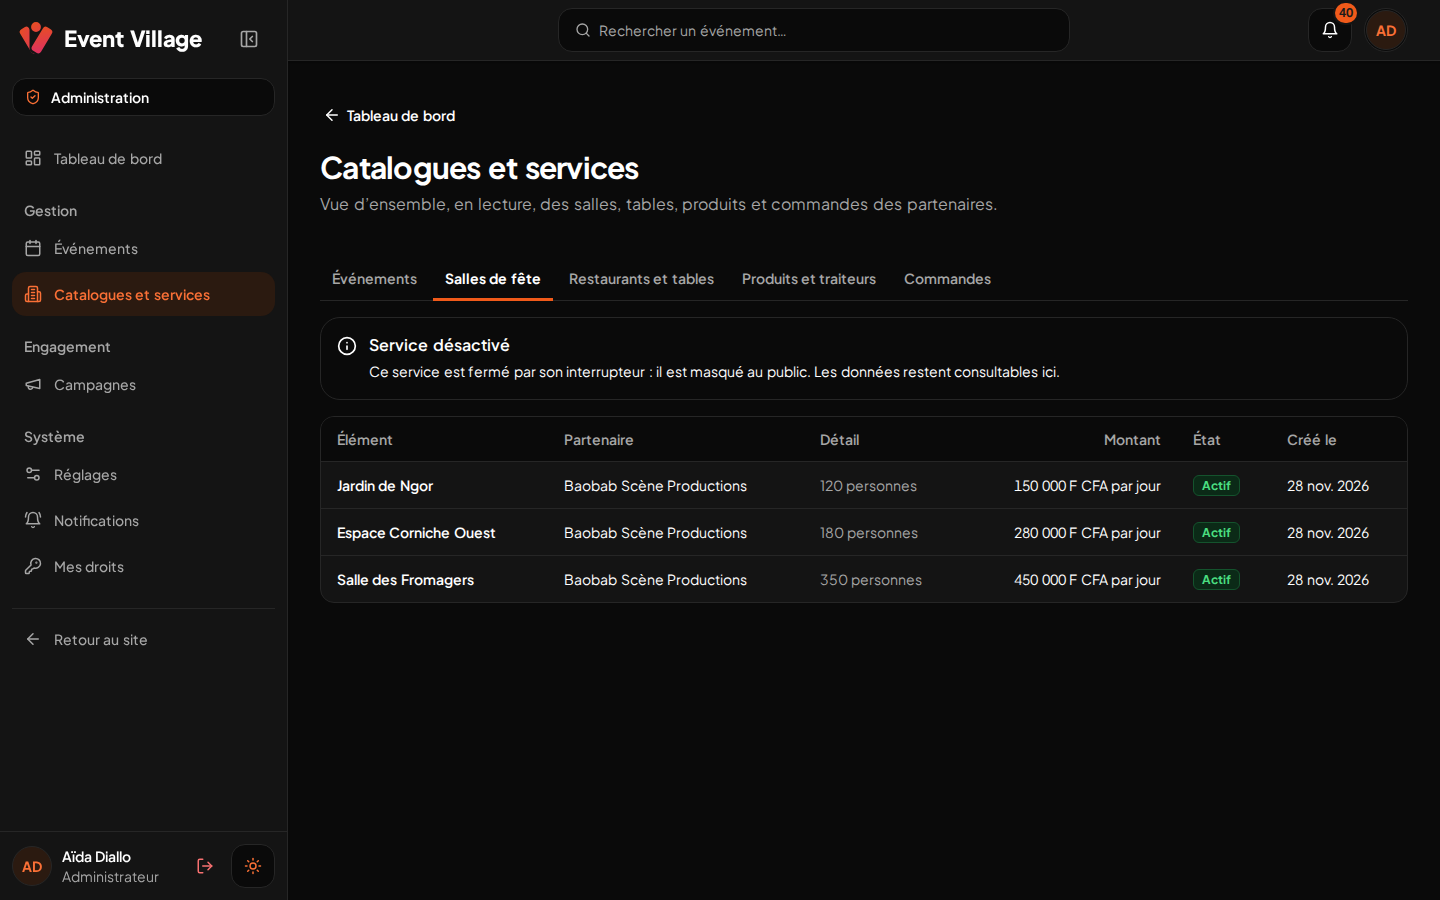 Event Village
Rechercher un événement…
40
AD
Administration
Tableau de bord
Gestion
Événements
Catalogues et services
Engagement
Campagnes
Système
Réglages
Notifications
Mes droits
Retour au site
AD
Aïda Diallo
Administrateur
Tableau de bord
Catalogues et services
Vue d’ensemble, en lecture, des salles, tables, produits et commandes des partenaires.
Événements Salles de fête Restaurants et tables Produits et traiteurs Commandes
Service désactivé
Ce service est fermé par son interrupteur : il est masqué au public. Les données restent consultables ici.
Élément Partenaire Détail Montant État Créé le
Jardin de Ngor Baobab Scène Productions 120 personnes 150 000 F CFA par jour Actif 28 nov. 2026
Espace Corniche Ouest Baobab Scène Productions 180 personnes 280 000 F CFA par jour Actif 28 nov. 2026
Salle des Fromagers Baobab Scène Productions 350 personnes 450 000 F CFA par jour Actif 28 nov. 2026